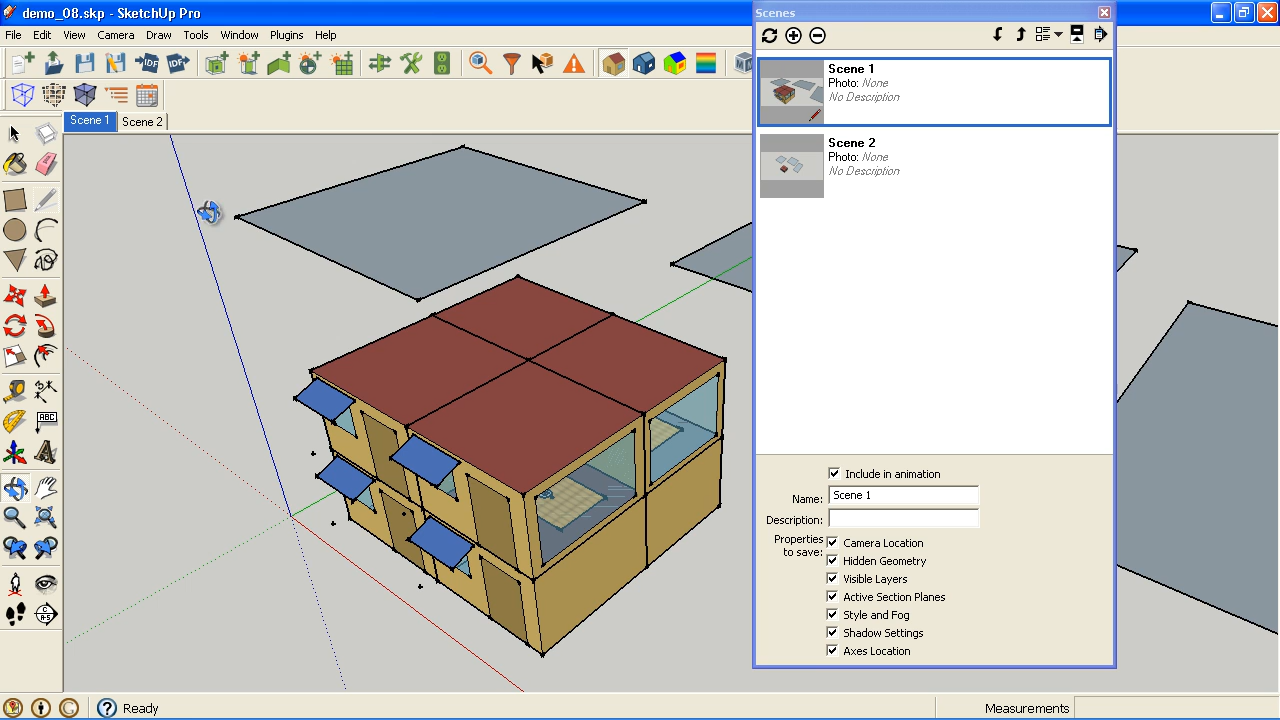 demo_08.skp - SketchUp Pro
Scenes
File Edit View Camera Draw Tools Window Plugins Help
IDF IDF
Scene 1 Scene 2
Scene 1
Photo: None
No Description
Scene 2
Photo: None
No Description
ABC
Include in animation
Name: Scene 1
Description:
Properties to save:
Camera Location
Hidden Geometry
Visible Layers
Active Section Planes
Style and Fog
Shadow Settings
Axes Location
Ready
Measurements